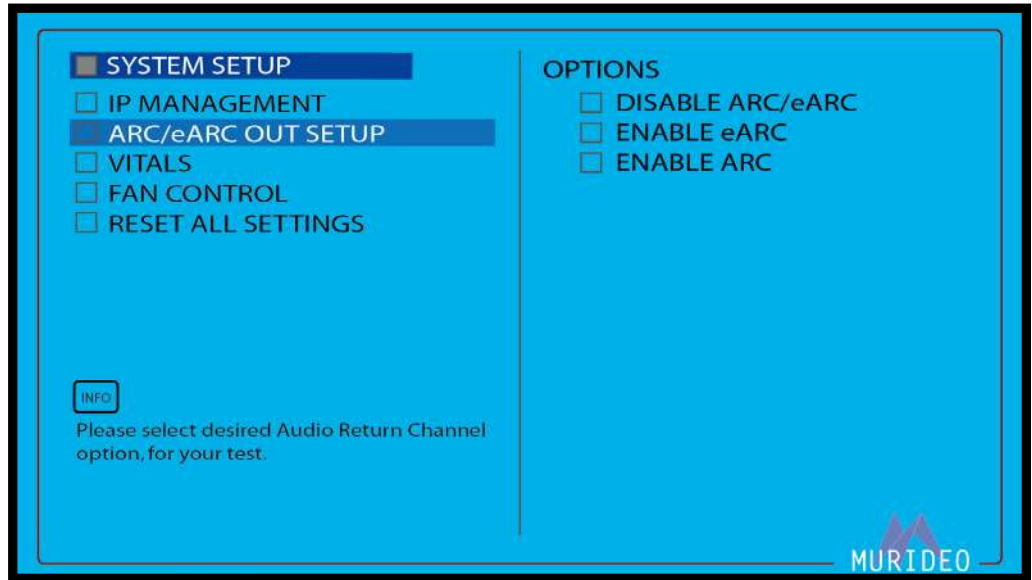 SYSTEM SETUP
IP MANAGEMENT
ARC/eARC OUT SETUP
VITALS
FAN CONTROL
RESET ALL SETTINGS
INFO
Please select desired Audio Return Channel
option, for your test.
OPTIONS
DISABLE ARC/eARC
ENABLE eARC
ENABLE ARC
MURIDEO